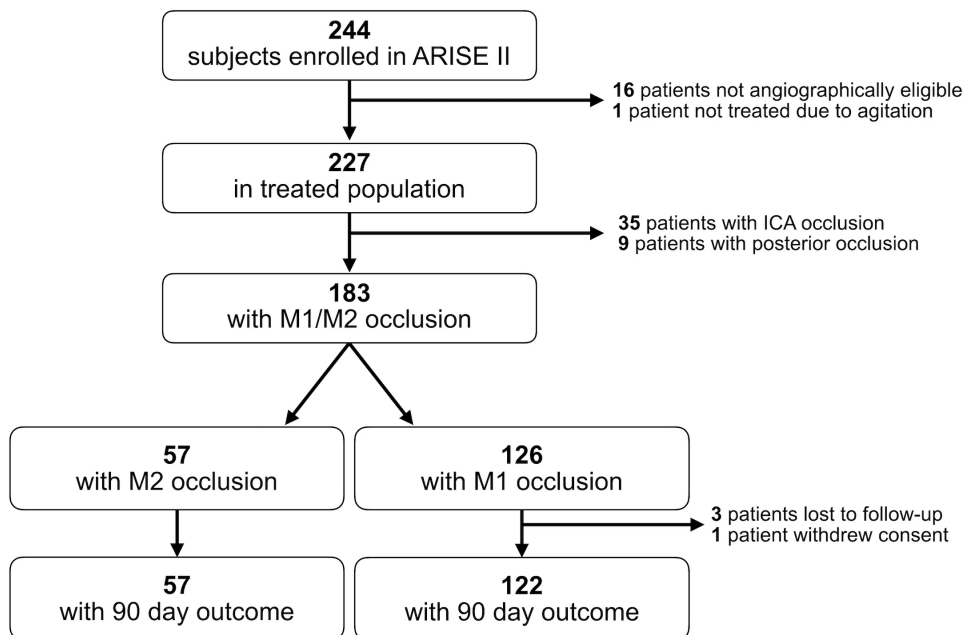 244
subjects enrolled in ARISE II
16 patients not angiographically eligible
1 patient not treated due to agitation
227
in treated population
35 patients with ICA occlusion
9 patients with posterior occlusion
183
with M1/M2 occlusion
57
with M2 occlusion
126
with M1 occlusion
3 patients lost to follow-up
1 patient withdrew consent
57
with 90 day outcome
122
with 90 day outcome